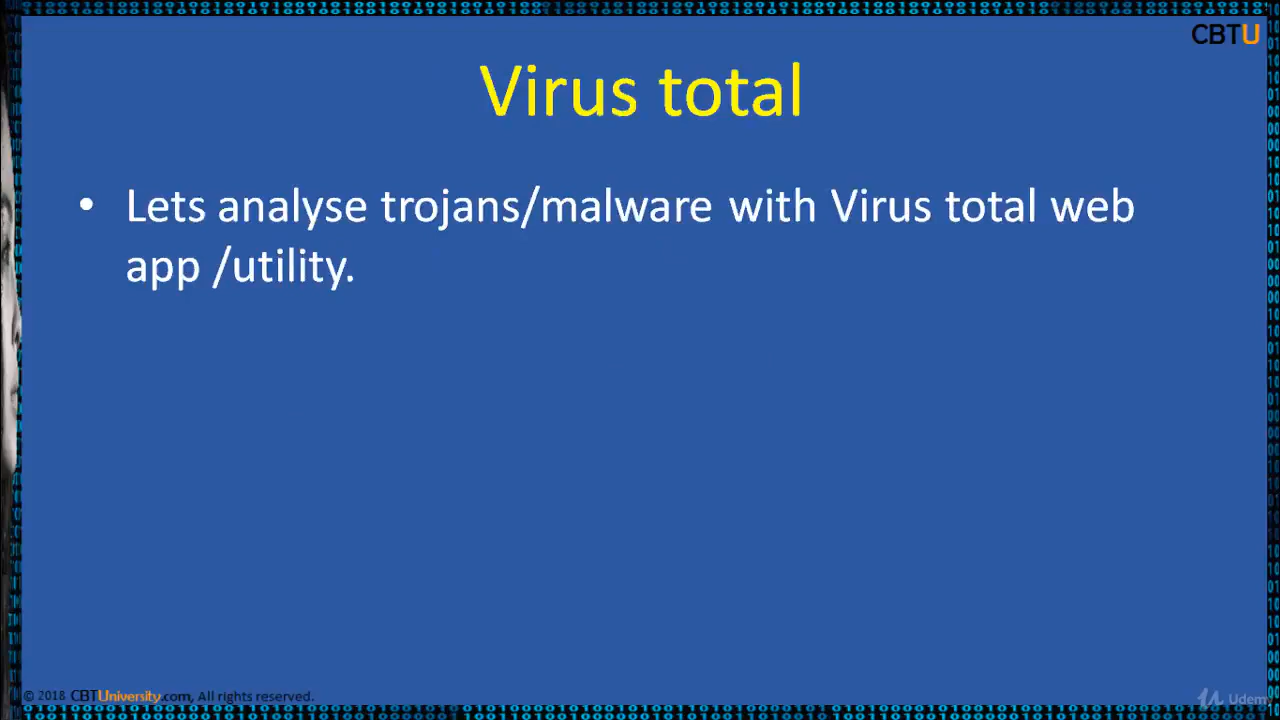 CBTU
Virus total
• Lets analyse trojans/malware with Virus total web
app /utility.
© 2018 CBTUniversity.com, All rights reserved.
Udemy